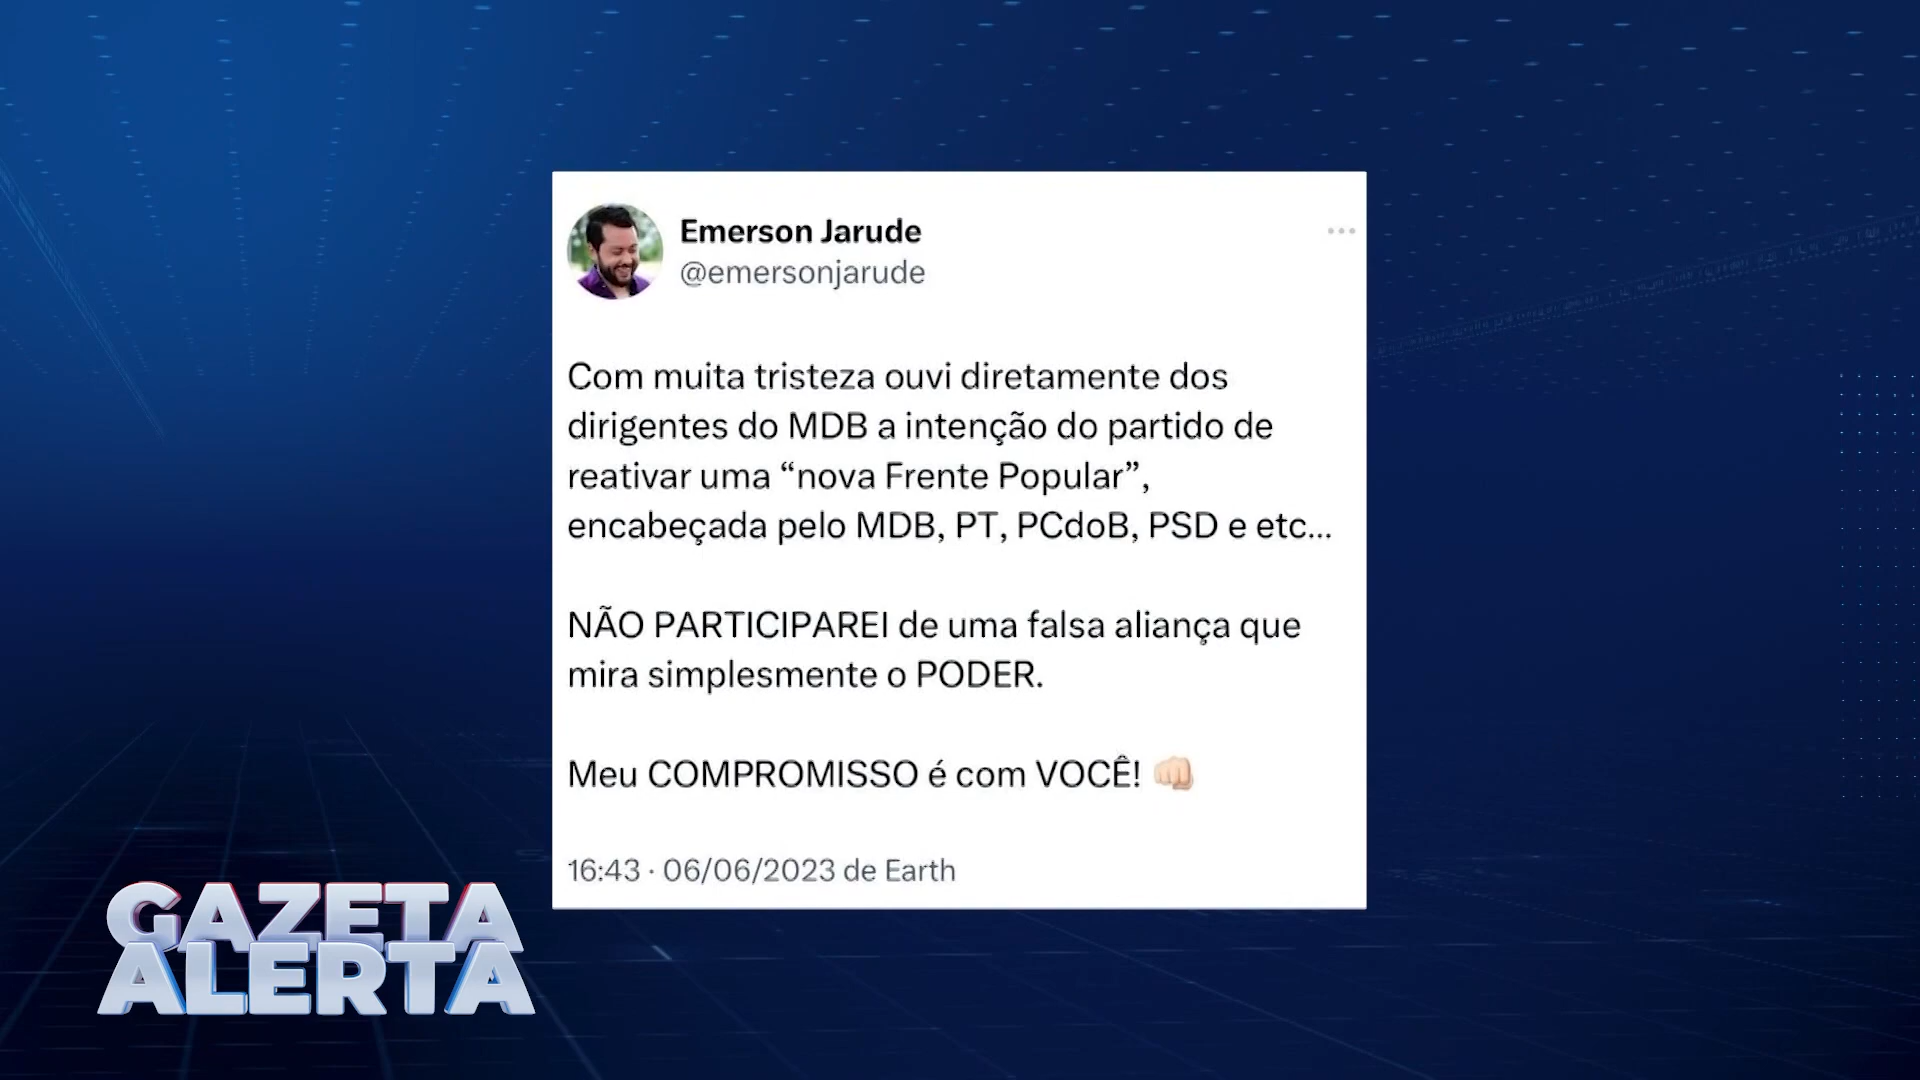 Emerson Jarude
@emersonjarude
Com muita tristeza ouvi diretamente dos
dirigentes do MDB a intenção do partido de
reativar uma “nova Frente Popular”,
encabeçada pelo MDB, PT, PCdoB, PSD e etc...
NÃO PARTICIPAREI de uma falsa aliança que
mira simplesmente o PODER.
Meu COMPROMISSO é com VOCÊ! 👊🏻
16:43 · 06/06/2023 de Earth
GAZETA
ALERTA